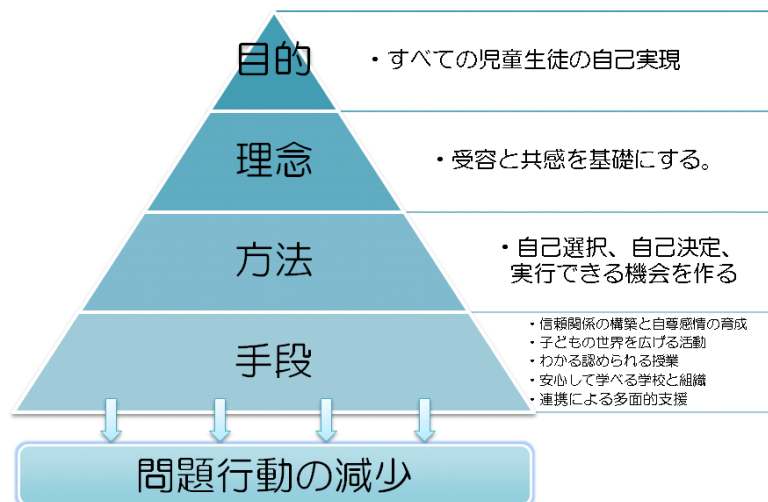 目的
・すべての児童生徒の自己実現
理念
・受容と共感を基礎にする。
方法
・自己選択、自己決定、
実行できる機会を作る
手段
・信頼関係の構築と自尊感情の育成
・子どもの世界を広げる活動
・わかる認められる授業
・安心して学べる学校と組織
・連携による多面的支援
問題行動の減少